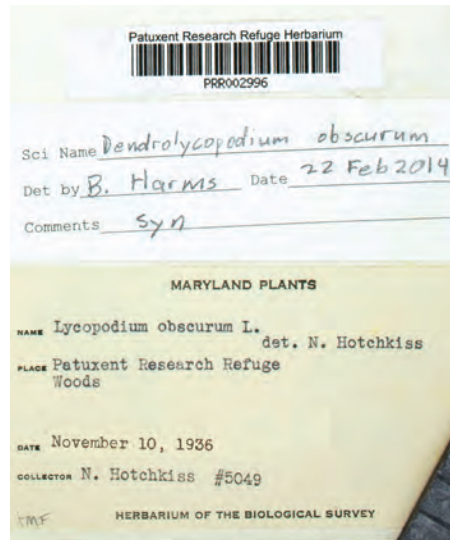 Patuxent Research Refuge Herbarium
PRR002996
Sci Name Dendrolycopodium obscurum
Det by B. Harms Date 22 Feb 2014
Comments Syn
MARYLAND PLANTS
NAME Lycopodium obscurum L.
det. N. Hotchkiss
PLACE Patuxent Research Refuge
Woods
DATE November 10, 1936
COLLECTOR N. Hotchkiss #5049
TMF HERBARIUM OF THE BIOLOGICAL SURVEY